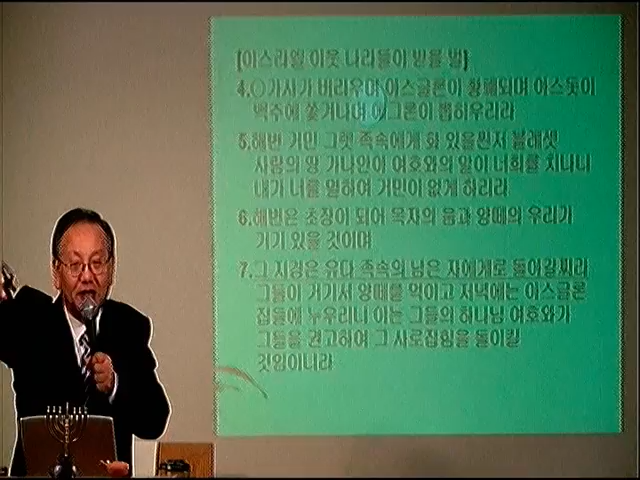 [이스라엘 이웃 나라들이 받을 벌]
4.○가사가 버리우며 아스글론이 황폐되며 아스돗이
백주에 쫓겨나며 에그론이 뽑히우리라
5.해변 거민 그렛 족속에게 화 있을찐저 블레셋
사람의 땅 가나안아 여호와의 말이 너희를 치나니
내가 너를 멸하여 거민이 없게 하리라
6.해변은 초장이 되어 목자의 움과 양떼의 우리가
거기 있을 것이며
7.그 지경은 유다 족속의 남은 자에게로 돌아갈찌라
그들이 거기서 양떼를 먹이고 저녁에는 아스글론
집들에 누우리니 이는 그들의 하나님 여호와가
그들을 권고하여 그 사로잡힘을 돌이킬
것임이니라